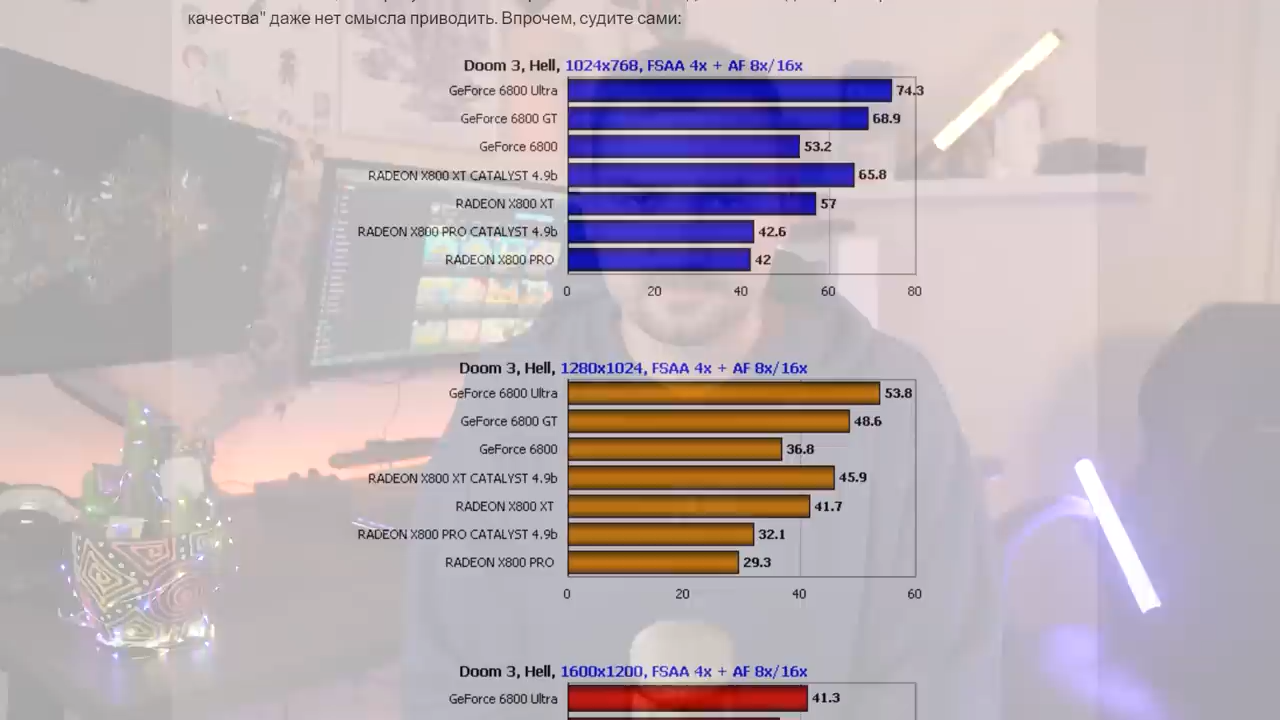 качества" даже нет смысла приводить. Впрочем, судите сами:
Doom 3, Hell, 1024x768, FSAA 4x + AF 8x/16x
GeForce 6800 Ultra 74.3
GeForce 6800 GT 68.9
GeForce 6800 53.2
RADEON X800 XT CATALYST 4.9b 65.8
RADEON X800 XT 57
RADEON X800 PRO CATALYST 4.9b 42.6
RADEON X800 PRO 42
0 20 40 60 80
Doom 3, Hell, 1280x1024, FSAA 4x + AF 8x/16x
GeForce 6800 Ultra 53.8
GeForce 6800 GT 48.6
GeForce 6800 36.8
RADEON X800 XT CATALYST 4.9b 45.9
RADEON X800 XT 41.7
RADEON X800 PRO CATALYST 4.9b 32.1
RADEON X800 PRO 29.3
0 20 40 60
Doom 3, Hell, 1600x1200, FSAA 4x + AF 8x/16x
GeForce 6800 Ultra 41.3